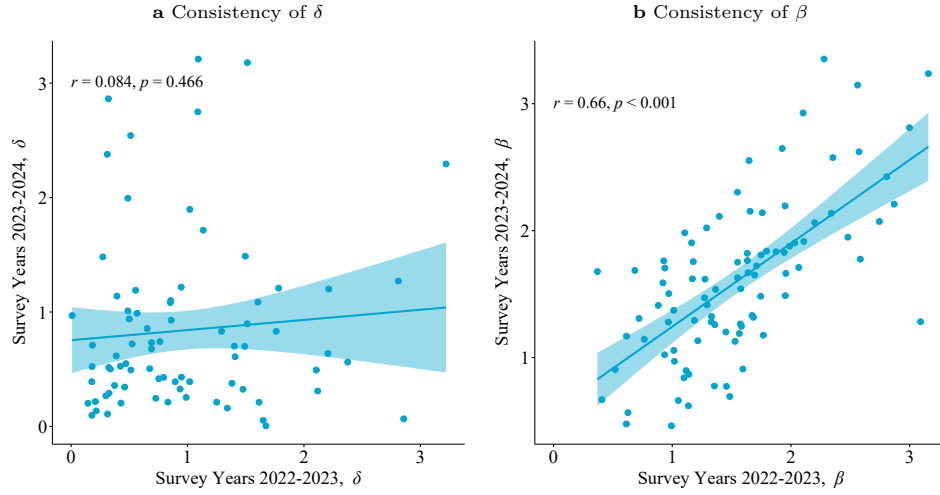 a Consistency of δ
r = 0.084, p = 0.466
3
2
1
0
0
1
2
3
Survey Years 2023-2024, δ
Survey Years 2022-2023, δ
b Consistency of β
r = 0.66, p < 0.001
3
2
1
0
1
2
3
Survey Years 2023-2024, β
Survey Years 2022-2023, β